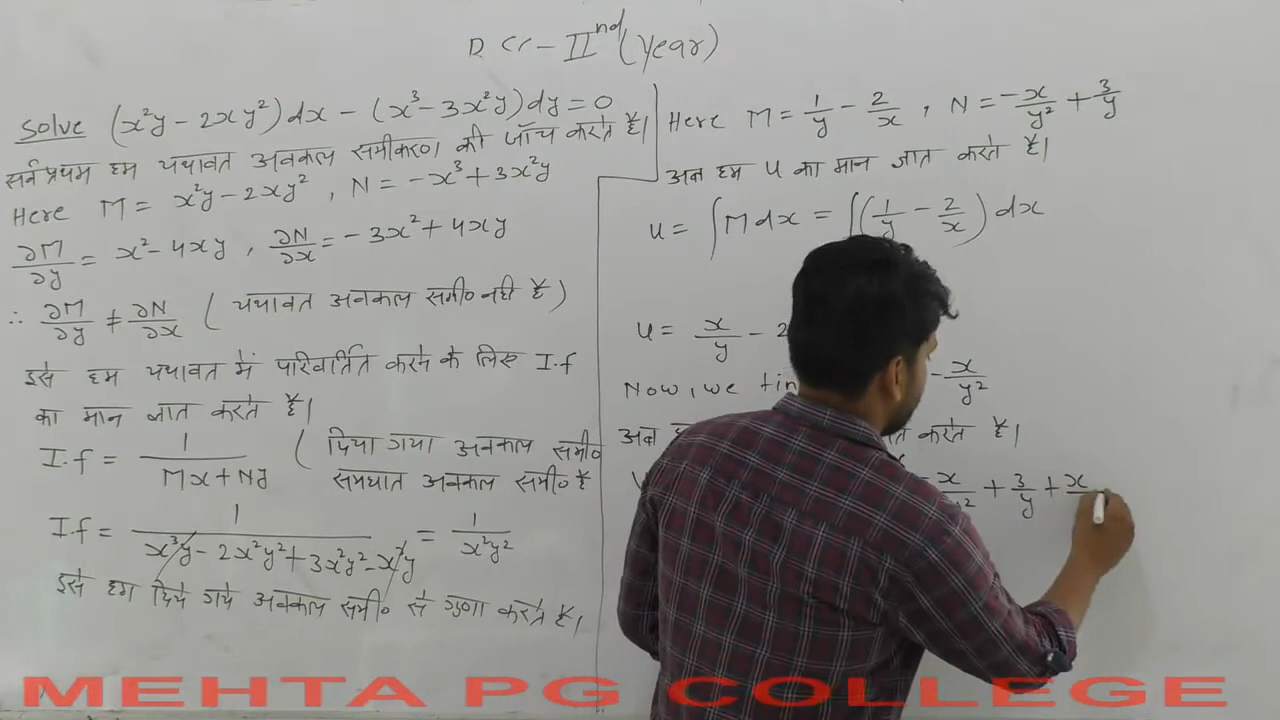 IInd (year)
Solve (x²y - 2xy²)dx - (x³ - 3x²y)dy = 0
सर्वप्रथम हम यथावत अवकल समीकरण की जाँच करते हैं।
Here M = x²y - 2xy² , N = -x³ + 3x²y
∂M/∂y = x² - 4xy , ∂N/∂x = -3x² + 4xy
∴ ∂M/∂y ≠ ∂N/∂x ( यथावत अवकल समी० नही है )
इसे हम यथावत में परिवर्तित करने के लिए I.f
का मान ज्ञात करते हैं।
I.f = 1/(Mx + Ny) ( दिया गया अवकल समी०
समघात अवकल समी० है
I.f = 1/(x³y - 2x²y² + 3x²y² - x³y) = 1/(x²y²)
इसे हम दिये गये अवकल समी० से गुणा करते हैं।
Here M = 1/y - 2/x , N = -x/y² + 3/y
अब हम U का मान ज्ञात करते हैं।
u = ∫M dx = ∫(1/y - 2/x) dx
u = x/y - 2
Now, we - x/y²
अब करते हैं।
x/y² + 3/y + x
MEHTA PG COLLEGE